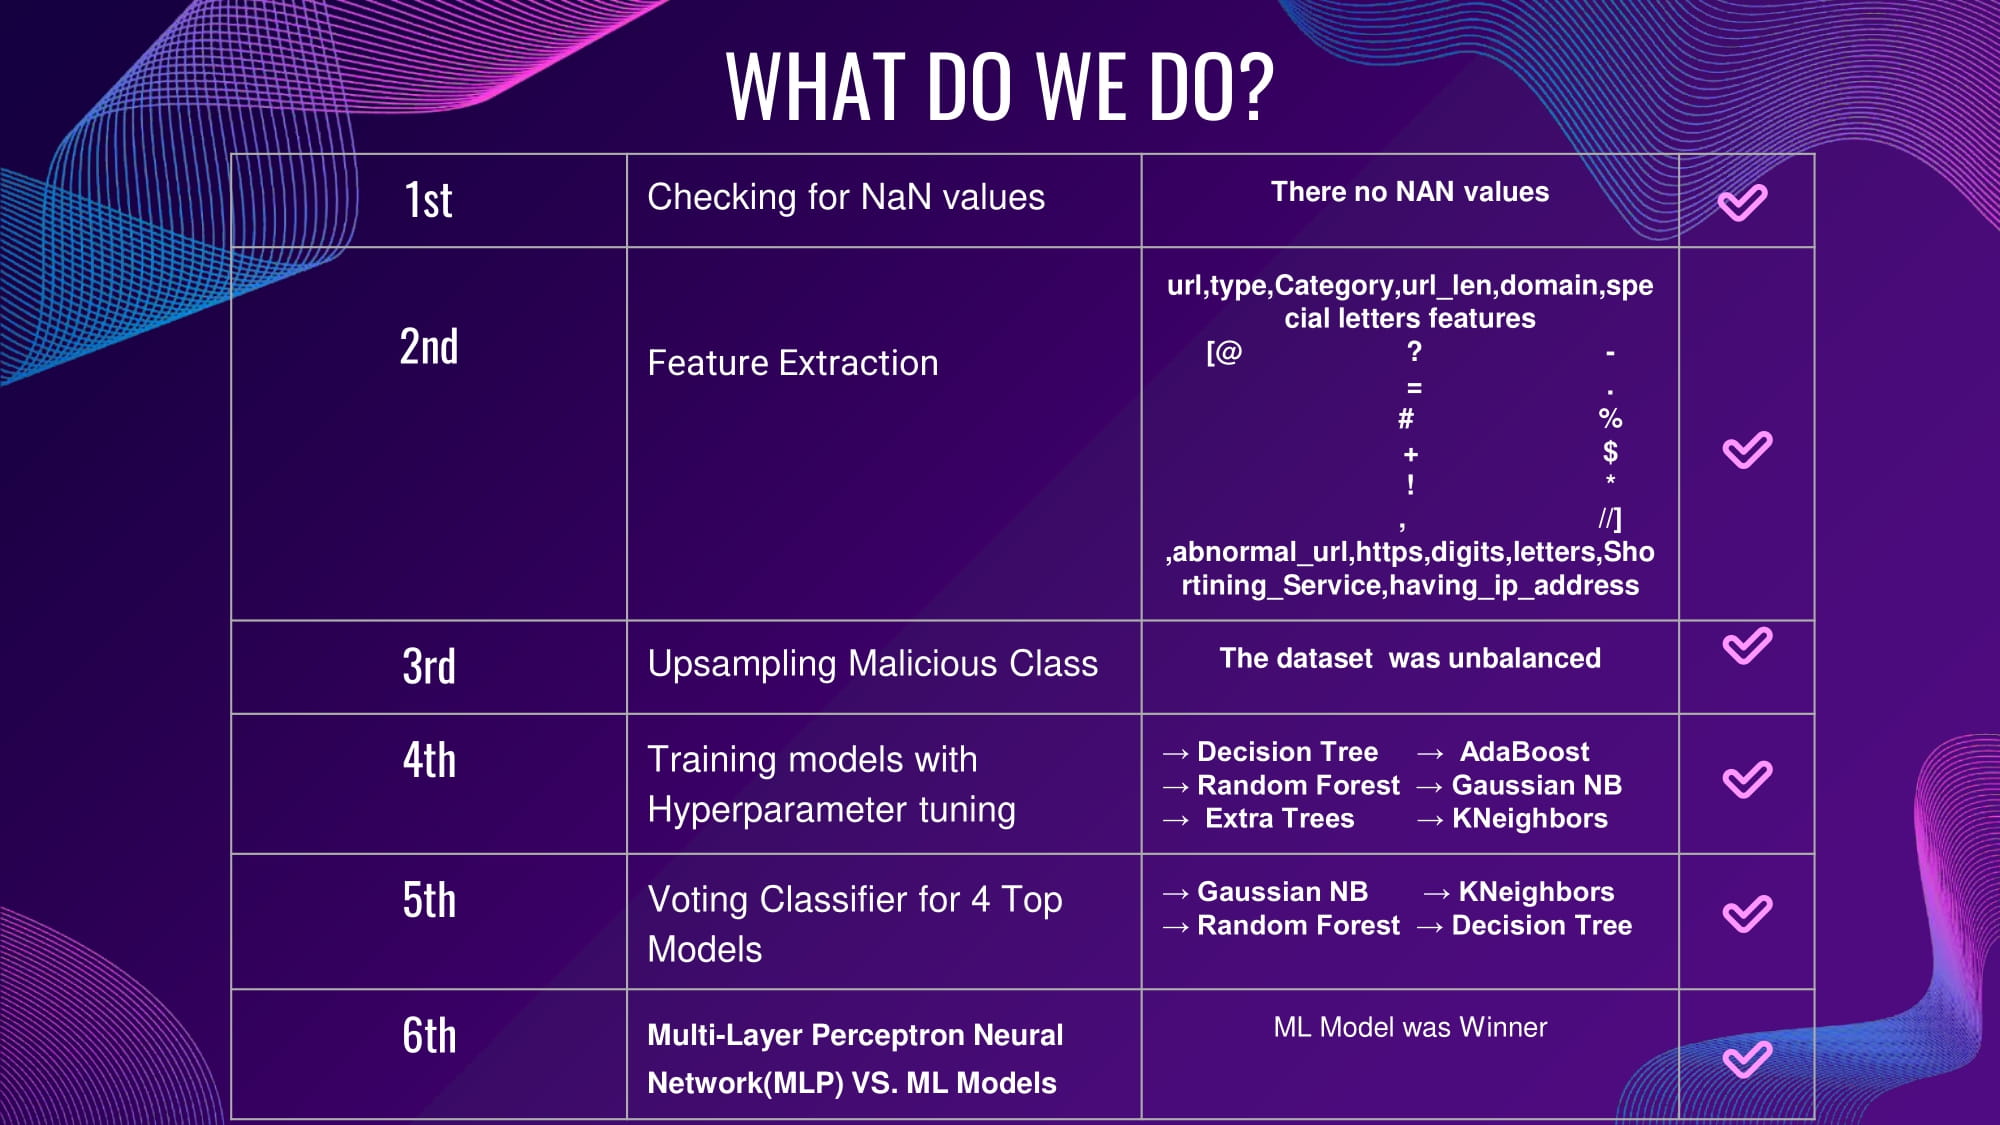 WHAT DO WE DO?
1st
Checking for NaN values
There no NAN values
2nd
Feature Extraction
url,type,Category,url_len,domain,spe
cial letters features
[@ ? -
= .
# %
+ $
! *
, //]
,abnormal_url,https,digits,letters,Sho
rtining_Service,having_ip_address
3rd
Upsampling Malicious Class
The dataset was unbalanced
4th
Training models with
Hyperparameter tuning
→ Decision Tree → AdaBoost
→ Random Forest → Gaussian NB
→ Extra Trees → KNeighbors
5th
Voting Classifier for 4 Top
Models
→ Gaussian NB → KNeighbors
→ Random Forest → Decision Tree
6th
Multi-Layer Perceptron Neural
Network(MLP) VS. ML Models
ML Model was Winner